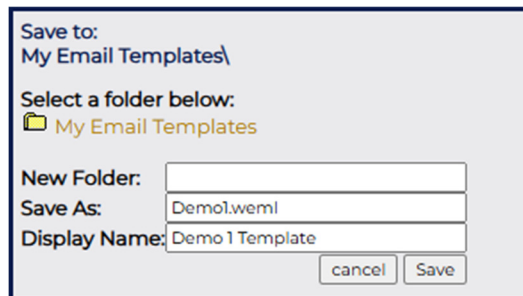 Save to:
My Email Templates\
Select a folder below:
My Email Templates
New Folder:
Save As: Demo1.weml
Display Name: Demo 1 Template
cancel Save